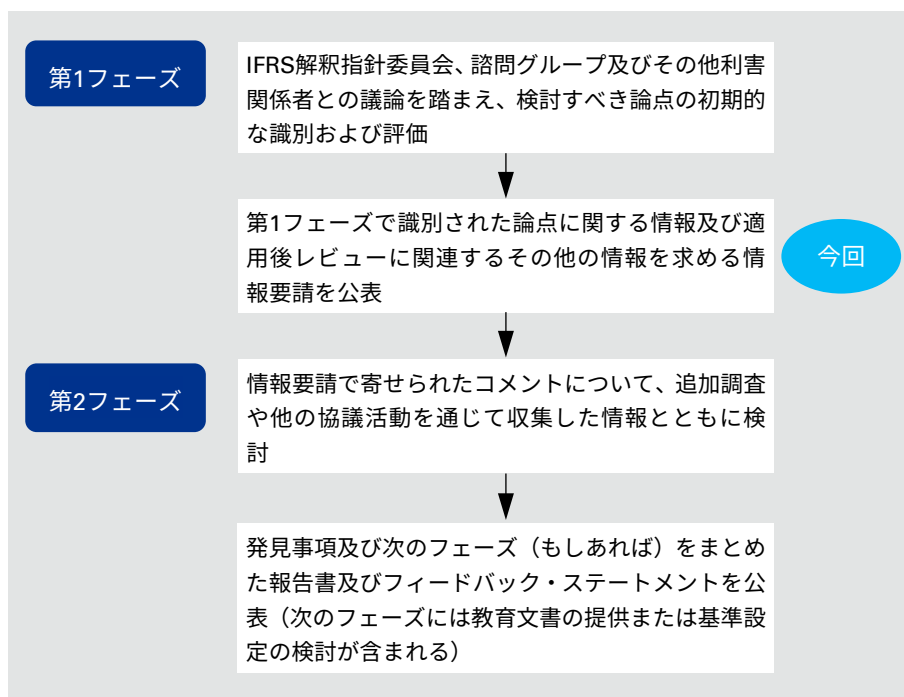 第1フェーズ
IFRS解釈指針委員会、諮問グループ及びその他利害
関係者との議論を踏まえ、検討すべき論点の初期的
な識別および評価
第1フェーズで識別された論点に関する情報及び適
用後レビューに関連するその他の情報を求める情
報要請を公表
今回
第2フェーズ
情報要請で寄せられたコメントについて、追加調査
や他の協議活動を通じて収集した情報とともに検
討
発見事項及び次のフェーズ（もしあれば）をまとめ
た報告書及びフィードバック・ステートメントを公
表（次のフェーズには教育文書の提供または基準設
定の検討が含まれる）